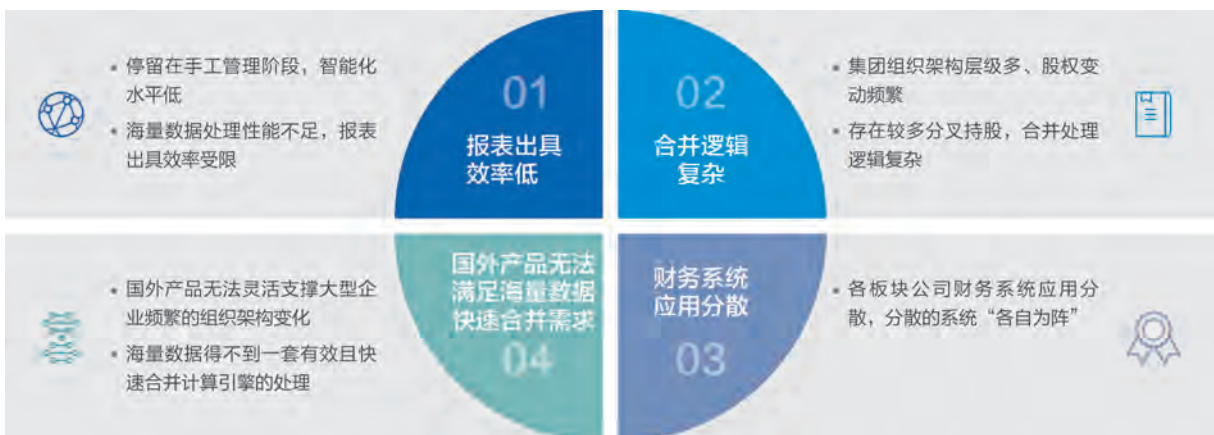 • 停留在手工管理阶段，智能化
水平低
• 海量数据处理性能不足，报表
出具效率受限
01
报表出具
效率低
02
合并逻辑
复杂
• 集团组织架构层级多、股权变
动频繁
• 存在较多分叉持股，合并处理
逻辑复杂
• 国外产品无法灵活支撑大型企
业频繁的组织架构变化
• 海量数据得不到一套有效且快
速合并计算引擎的处理
国外产品无法
满足海量数据
快速合并需求
04
财务系统
应用分散
03
• 各板块公司财务系统应用分
散，分散的系统“各自为阵”